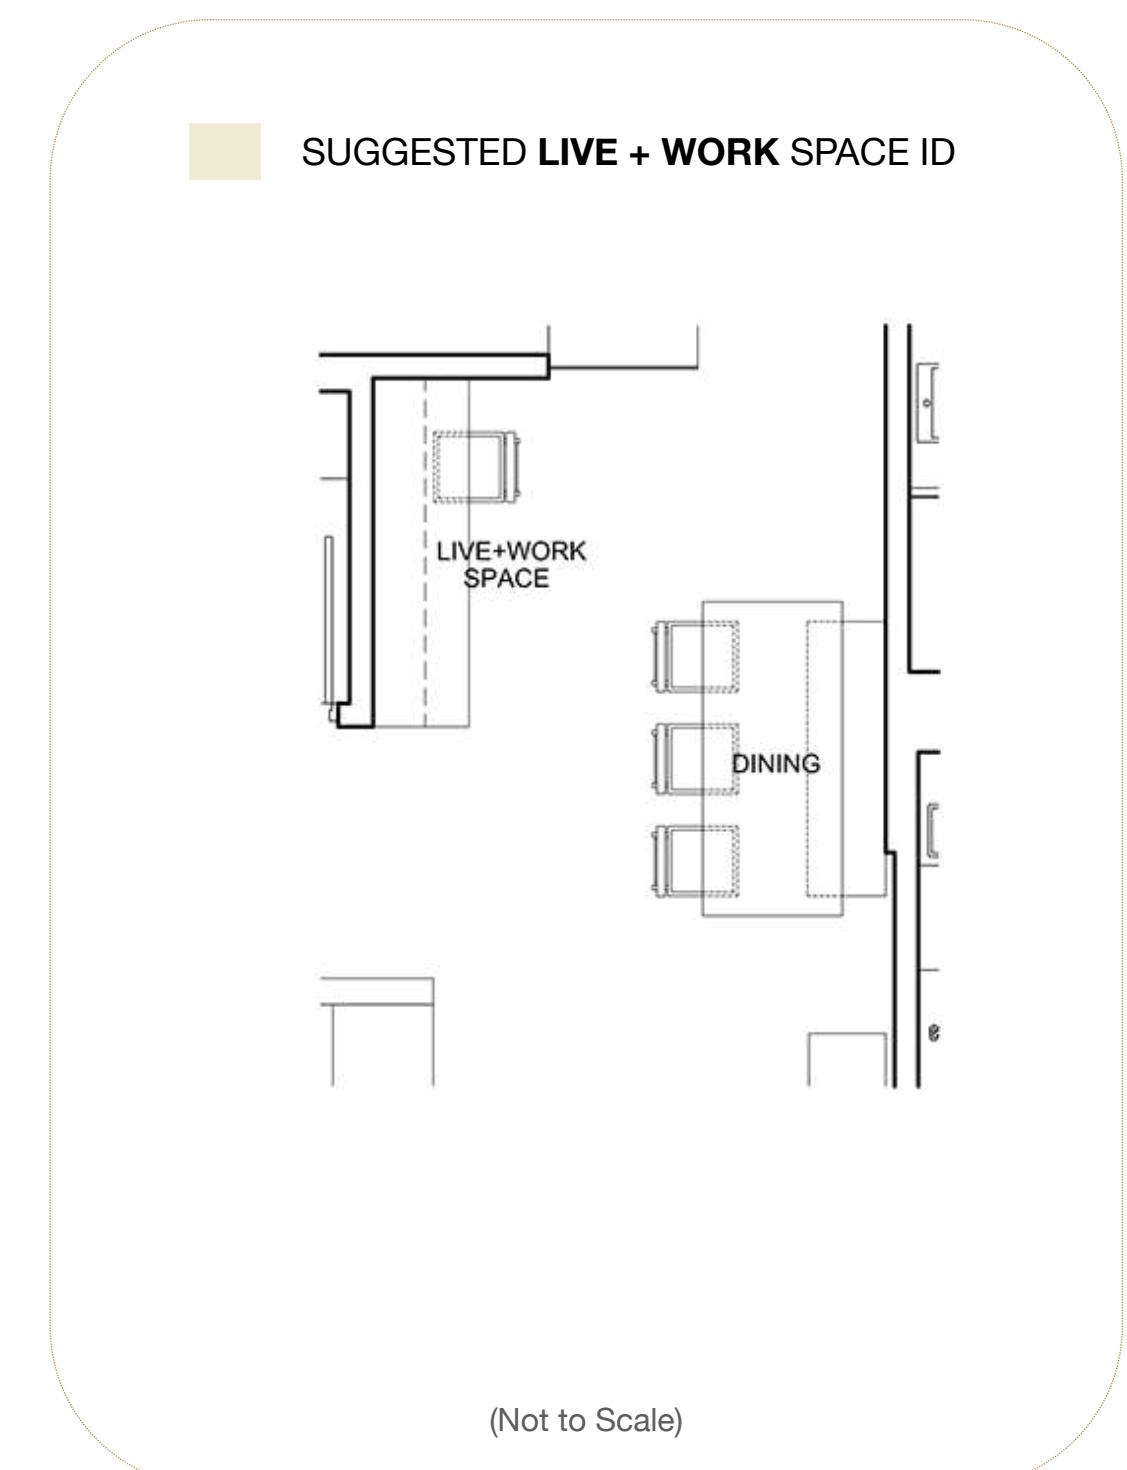 SUGGESTED LIVE + WORK SPACE ID
LIVE+WORK
SPACE
DINING
(Not to Scale)